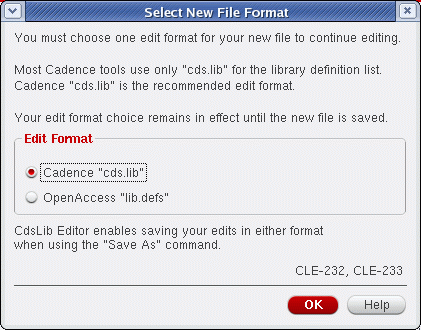 Select New File Format
You must choose one edit format for your new file to continue editing.
Most Cadence tools use only "cds.lib" for the library definition list.
Cadence "cds.lib" is the recommended edit format.
Your edit format choice remains in effect until the new file is saved.
Edit Format
Cadence "cds.lib"
OpenAccess "lib.defs"
CdsLib Editor enables saving your edits in either format
when using the "Save As" command.
CLE-232, CLE-233
OK
Help